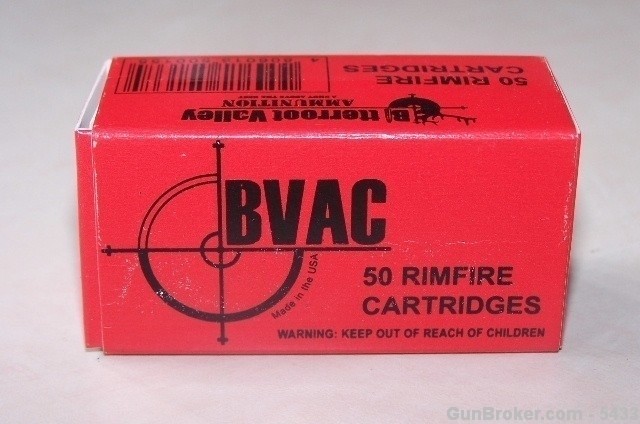 50 RIMFIRE
CARTRIDGES
Bitterroot Valley
AMMUNITION
BVAC
Made in the USA
50 RIMFIRE
CARTRIDGES
WARNING: KEEP OUT OF REACH OF CHILDREN
GunBroker.com © - 5433